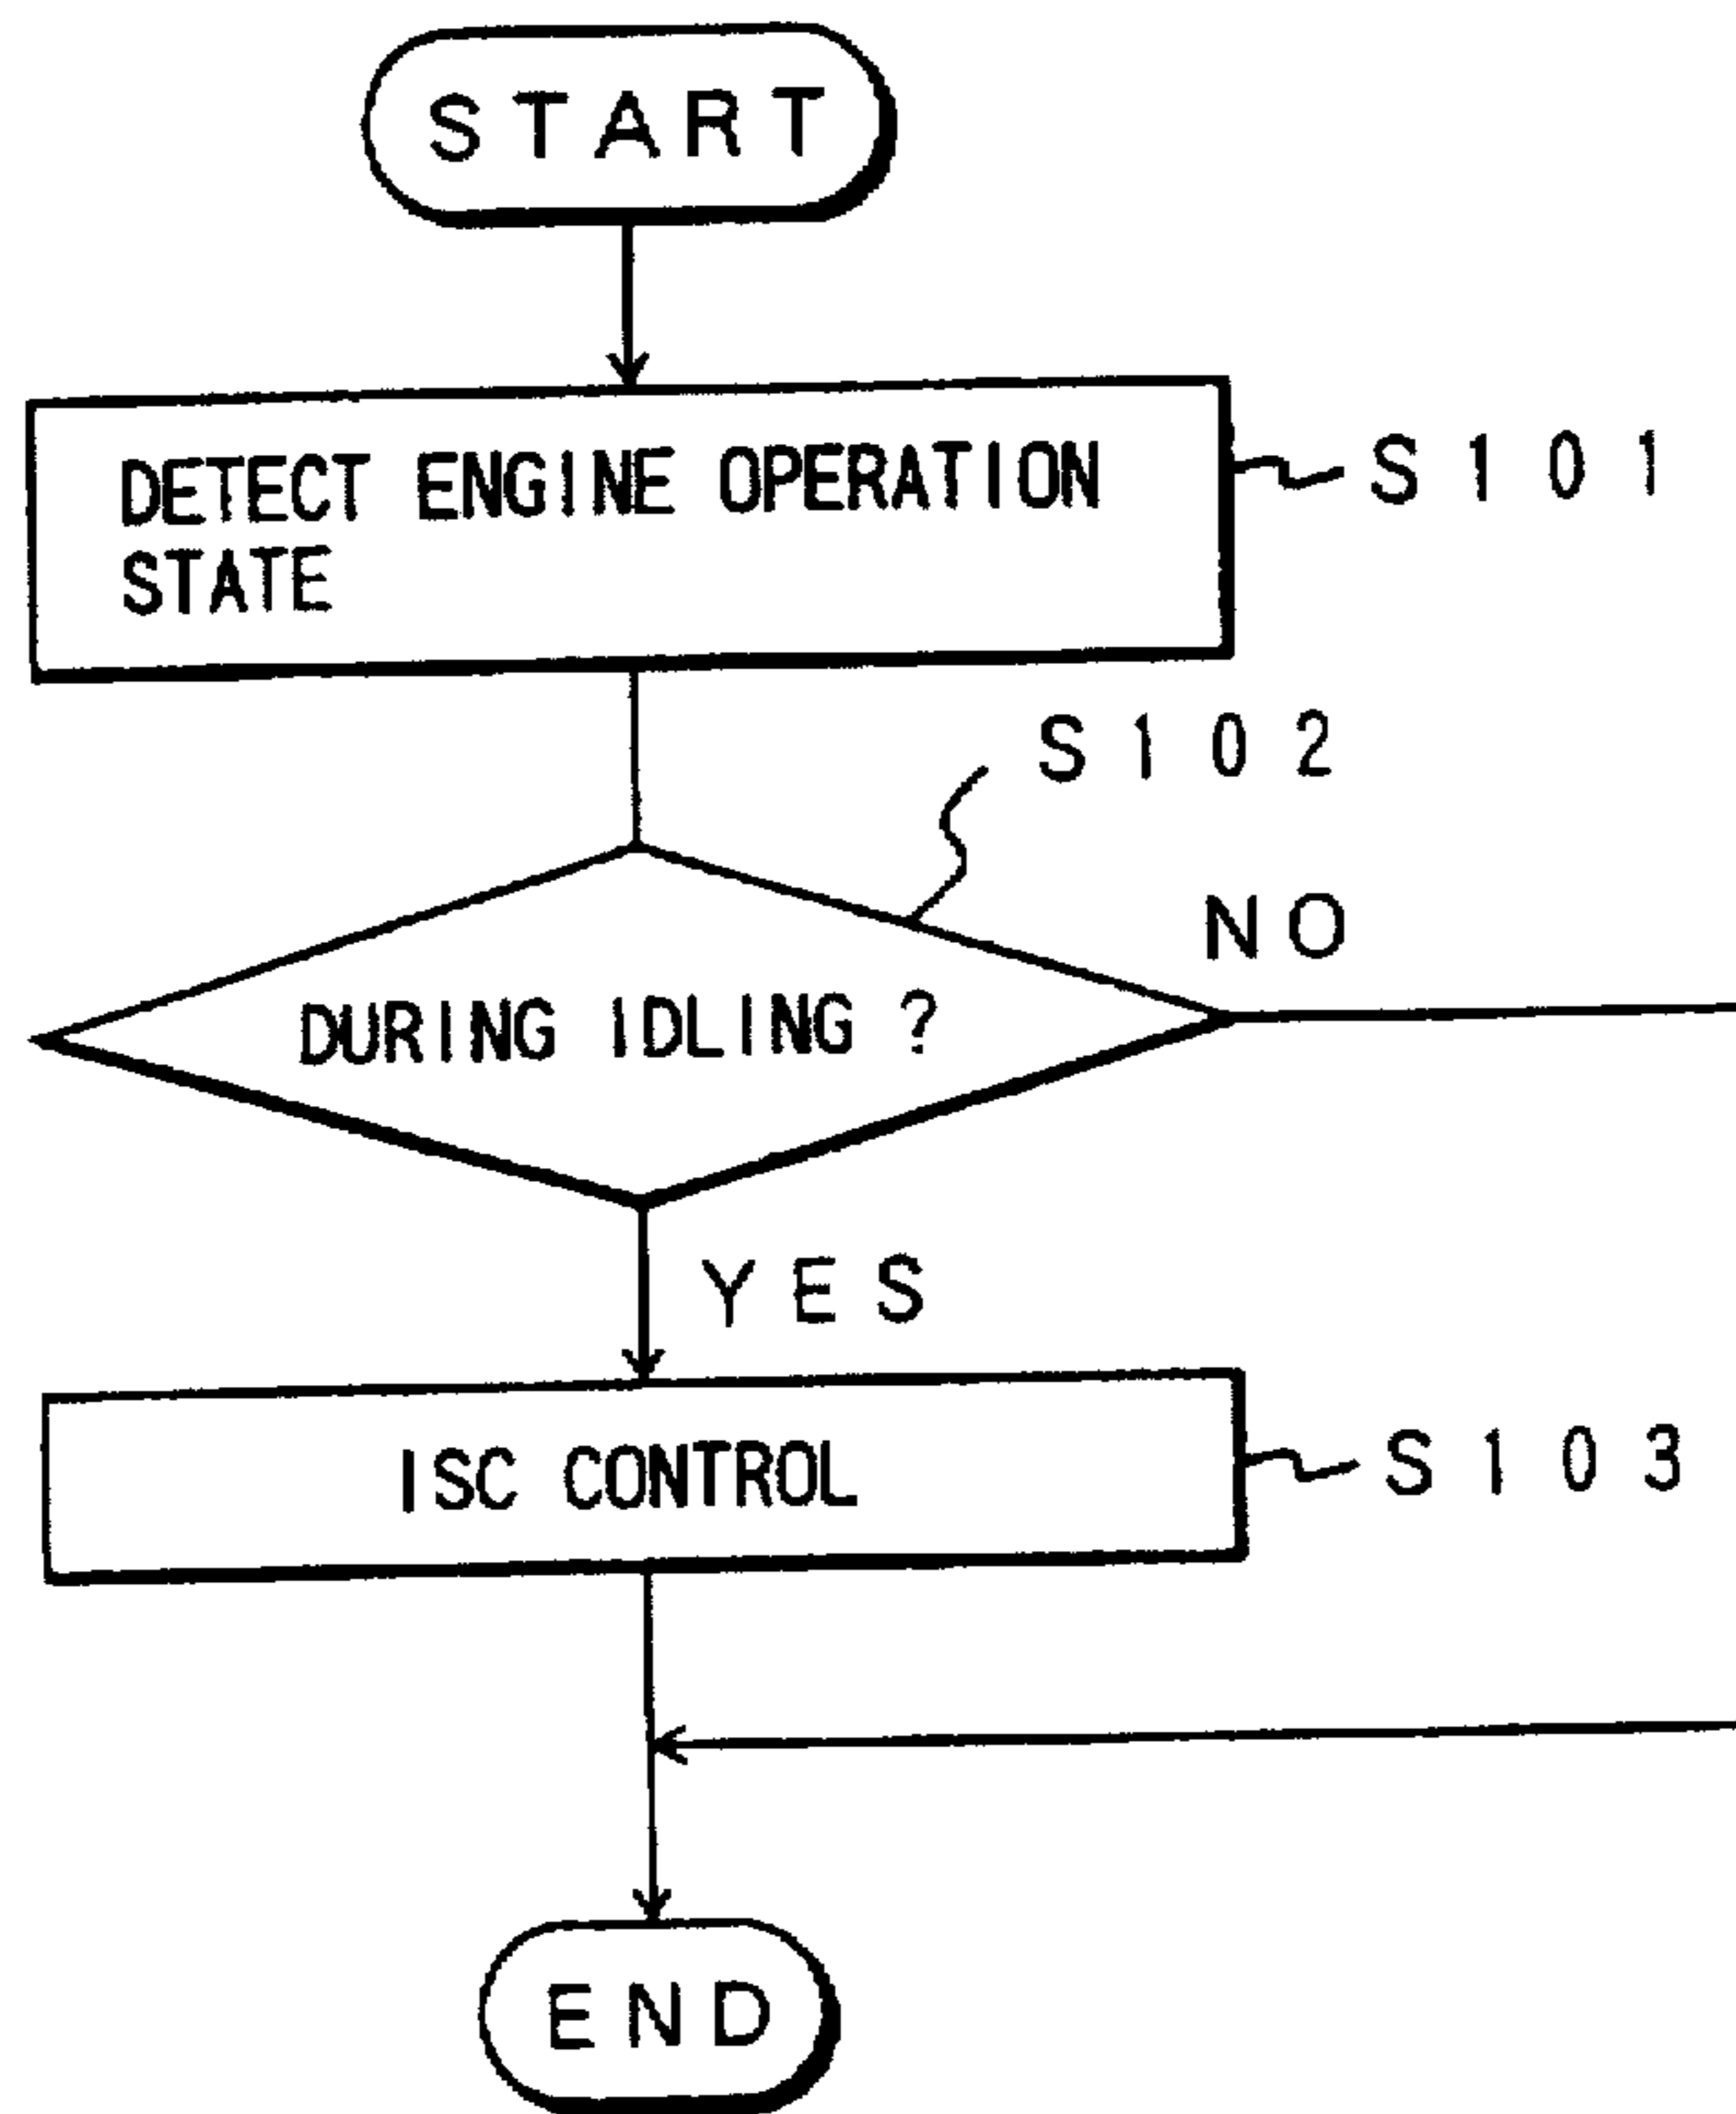 START
DETECT ENGINE OPERATION
STATE
S101
S102
NO
DURING IDLING ?
YES
ISC CONTROL
S103
END